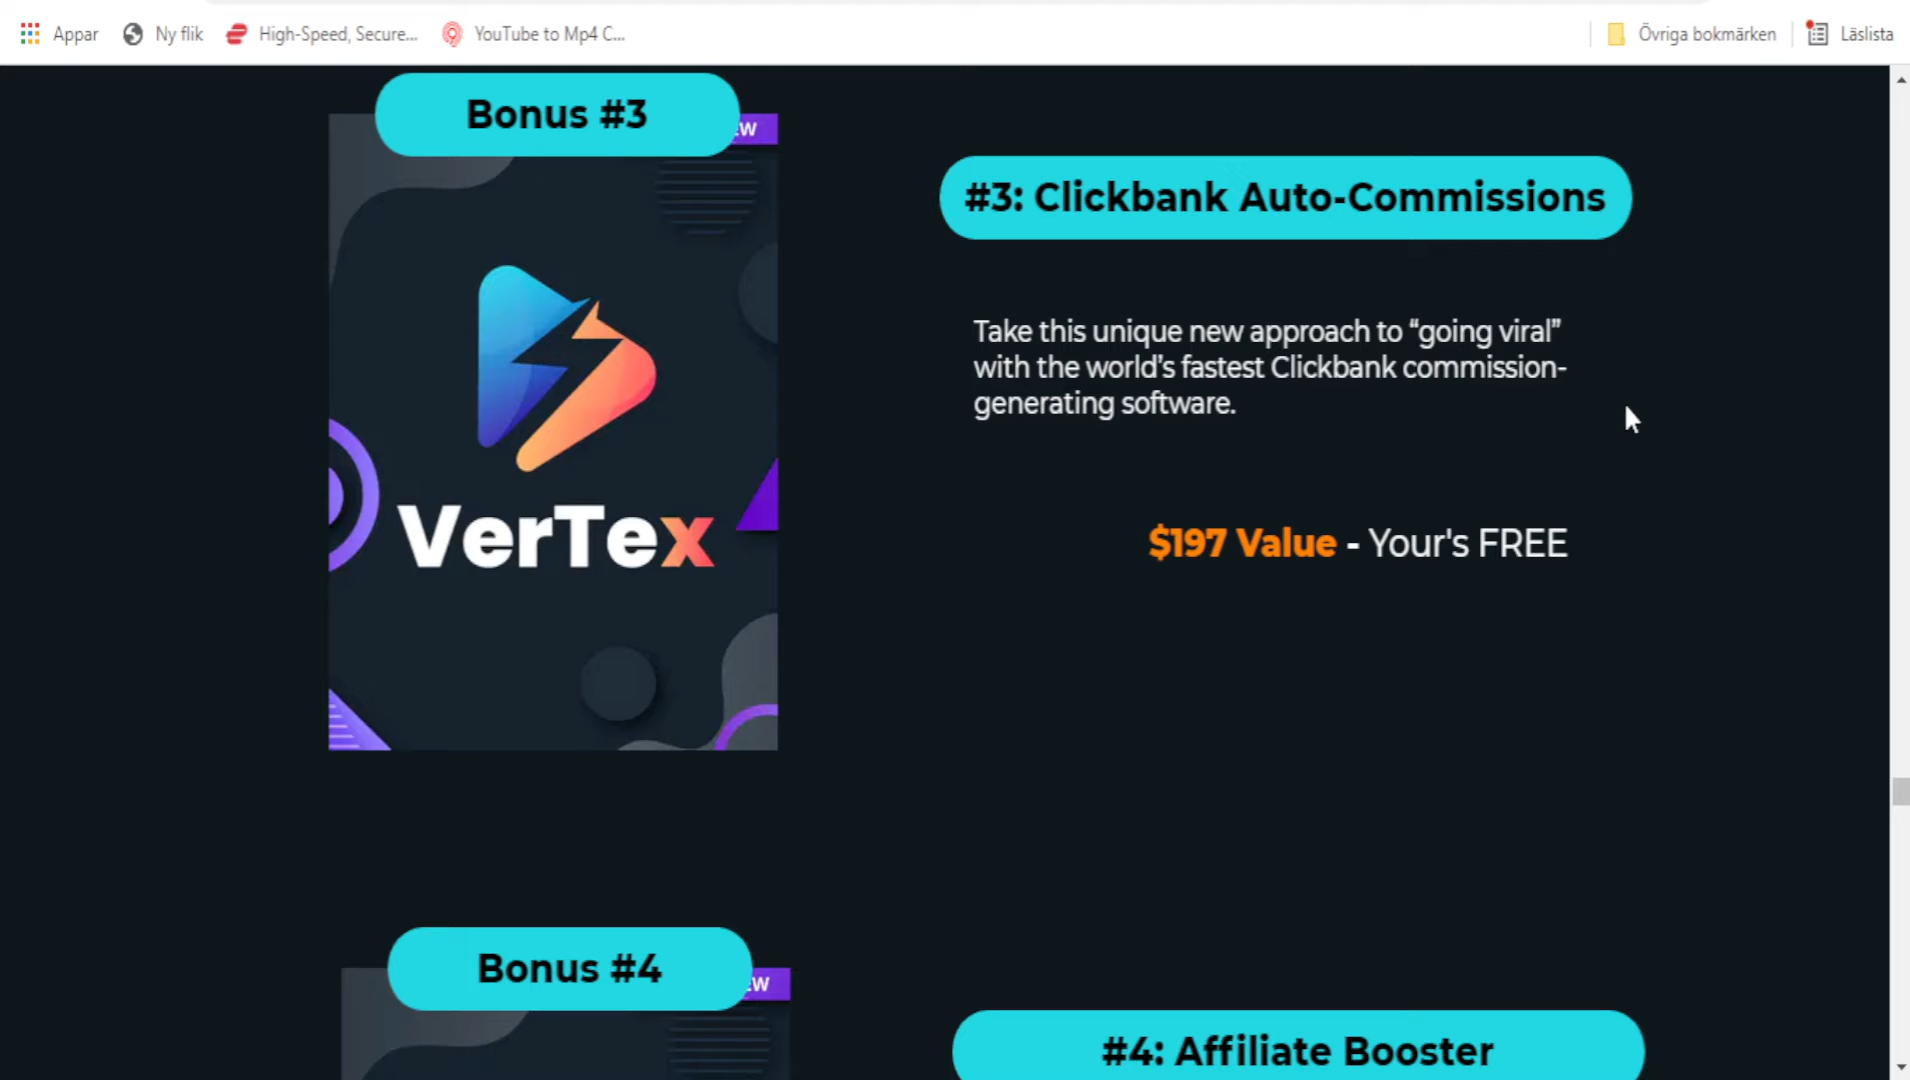 Appar
Ny flik
High-Speed, Secure...
YouTube to Mp4 C...
Övriga bokmärken
Läslista
Bonus #3
#3: Clickbank Auto-Commissions
Take this unique new approach to “going viral”
with the world's fastest Clickbank commission-
generating software.
VerTex
$197 Value - Your's FREE
Bonus #4
#4: Affiliate Booster